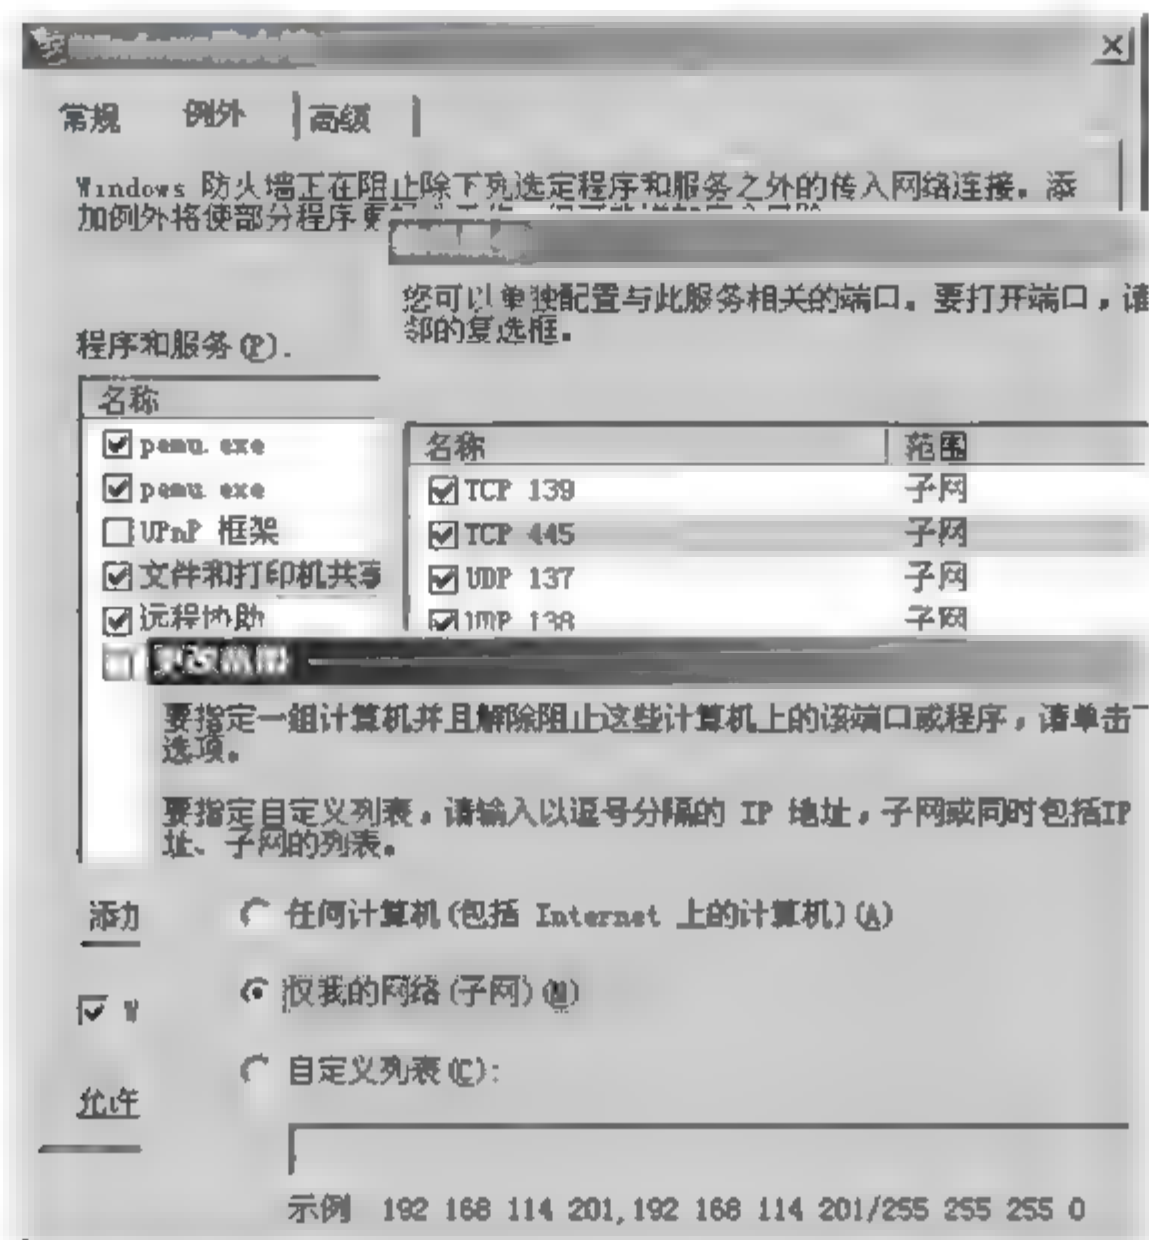 常规 例外 高级
Windows 防火墙正在阻止除下列选定程序和服务之外的传入网络连接。添
加例外将使部分程序更
您可以单独配置与此服务相关的端口。要打开端口，请
邻的复选框。
程序和服务(P).
名称
pemu. exe
pemu. exe
UPnP 框架
文件和打印机共享
远程协助
名称 范围
TCP 139 子网
TCP 445 子网
UDP 137 子网
UDP 138 子网
更改范围
要指定一组计算机并且解除阻止这些计算机上的该端口或程序，请单击
选项。
要指定自定义列表，请输入以逗号分隔的 IP 地址，子网或同时包括IP
址、子网的列表。
任何计算机(包括 Internet 上的计算机)(A)
仅我的网络(子网)(N)
自定义列表(C):
示例 192 168 114 201,192 168 114 201/255 255 255 0
添加
W
允许